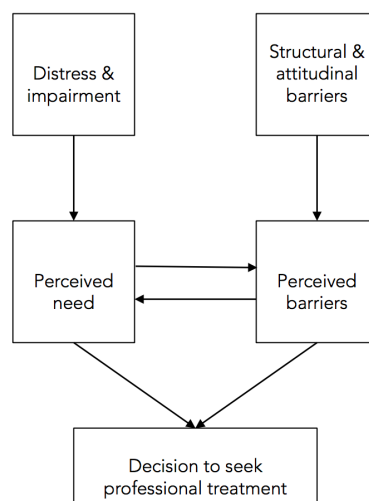 Distress &
impairment
Structural &
attitudinal
barriers
Perceived
need
Perceived
barriers
Decision to seek
professional treatment